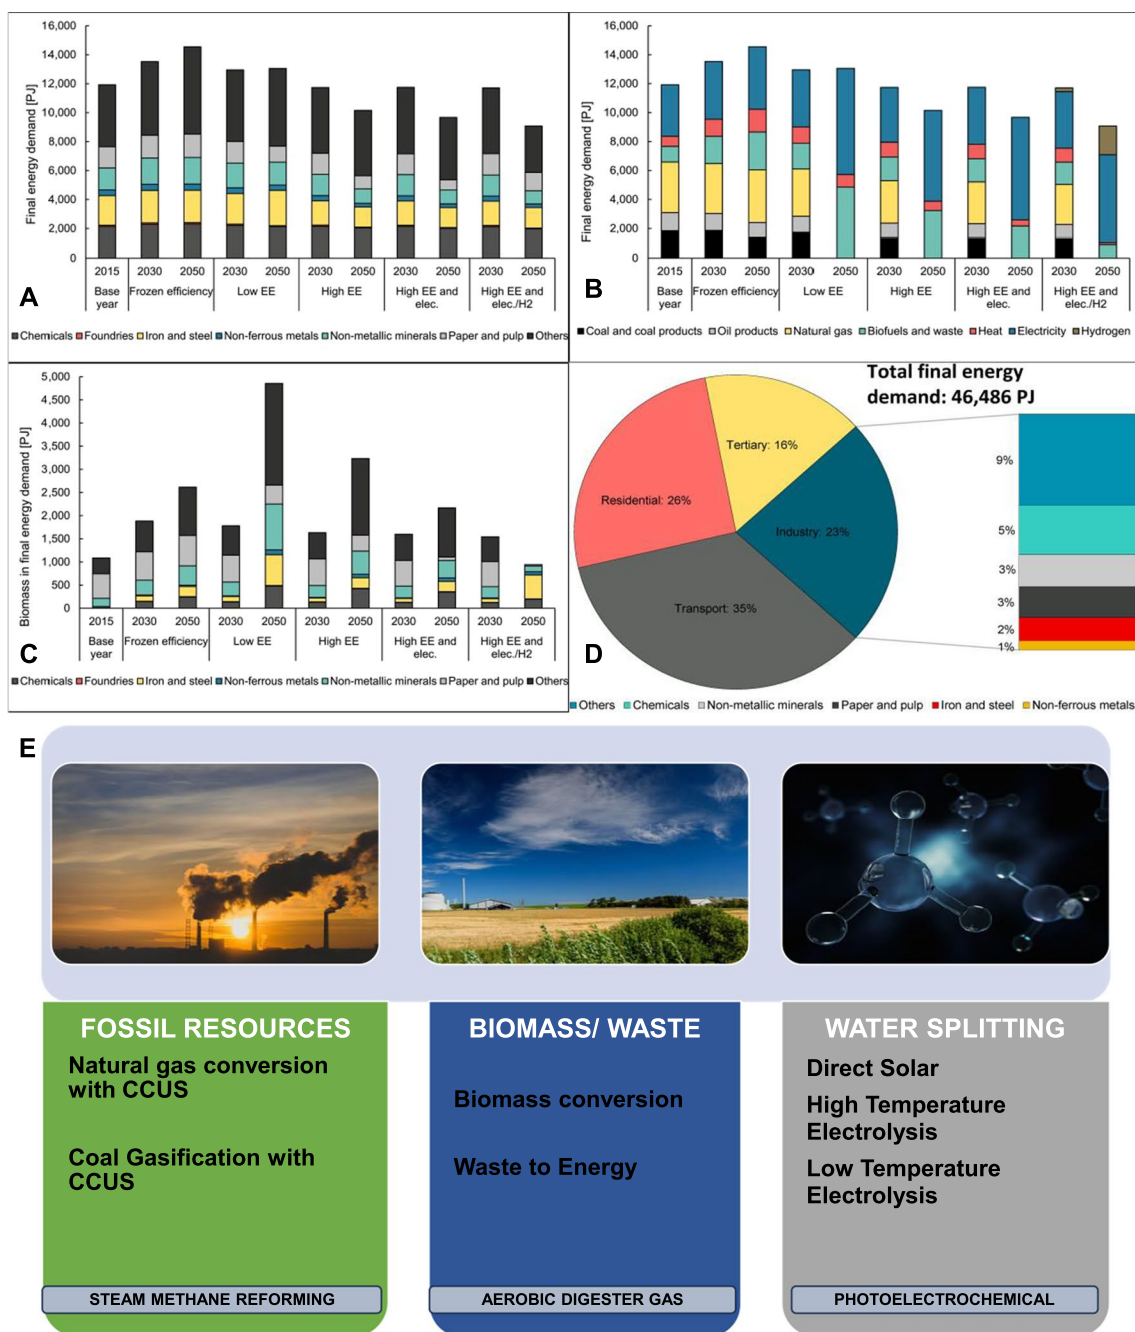 16,000
14,000
12,000
10,000
8,000
6,000
4,000
2,000
0
Final energy demand [PJ]
2015 2030 2050 2030 2050 2030 2050 2030 2050 2030 2050
Base year Frozen efficiency Low EE High EE High EE and elec. High EE and elec./H2
A
Chemicals Foundries Iron and steel Non-ferrous metals Non-metallic minerals Paper and pulp Others
16,000
14,000
12,000
10,000
8,000
6,000
4,000
2,000
0
Final energy demand [PJ]
2015 2030 2050 2030 2050 2030 2050 2030 2050 2030 2050
Base year Frozen efficiency Low EE High EE High EE and elec. High EE and elec./H2
B
Coal and coal products Oil products Natural gas Biofuels and waste Heat Electricity Hydrogen
5,000
4,500
4,000
3,500
3,000
2,500
2,000
1,500
1,000
500
0
Biomass in final energy demand [PJ]
2015 2030 2050 2030 2050 2030 2050 2030 2050 2030 2050
Base year Frozen efficiency Low EE High EE High EE and elec. High EE and elec./H2
C
Chemicals Foundries Iron and steel Non-ferrous metals Non-metallic minerals Paper and pulp Others
Total final energy
demand: 46,486 PJ
Tertiary: 16%
Residential: 26%
Industry: 23%
Transport: 35%
9%
5%
3%
3%
2%
1%
D
Others Chemicals Non-metallic minerals Paper and pulp Iron and steel Non-ferrous metals
E
FOSSIL RESOURCES
Natural gas conversion
with CCUS
Coal Gasification with
CCUS
STEAM METHANE REFORMING
BIOMASS/ WASTE
Biomass conversion
Waste to Energy
AEROBIC DIGESTER GAS
WATER SPLITTING
Direct Solar
High Temperature
Electrolysis
Low Temperature
Electrolysis
PHOTOELECTROCHEMICAL